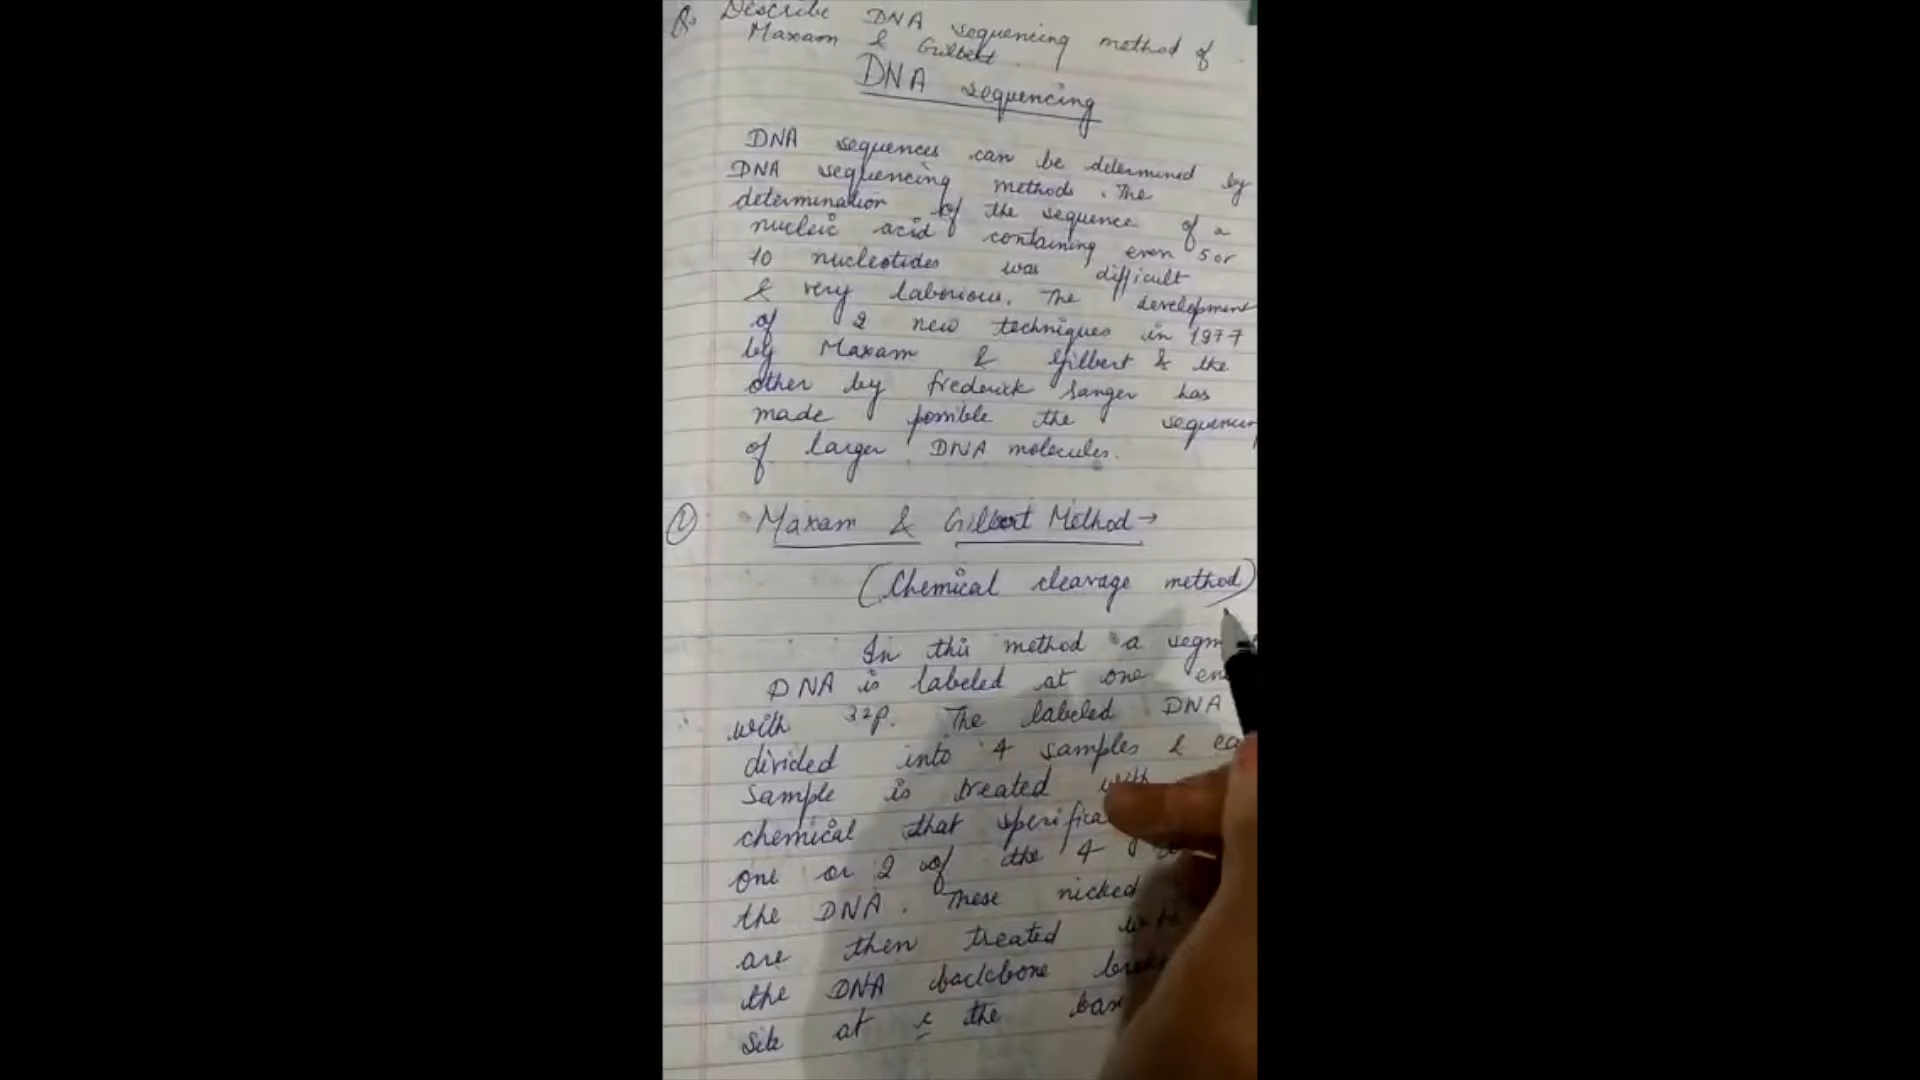 Q. Describe DNA sequencing method of
Maxam & Gilbert.
DNA sequencing
DNA sequences can be determined by
DNA sequencing methods. The
determination of the sequence of a
nucleic acid containing even 5 or
10 nucleotides was difficult
& very laborious. The development
of 2 new techniques in 1977
by Maxam & Gilbert & the
other by frederick Sanger has
made possible the
of larger DNA molecules.
① Maxam & Gilbert Method →
(Chemical cleavage method)
In this method a
DNA is labeled at one
with 32p. The labeled DNA
divided into 4 samples &
sample is treated
chemical that
one or 2 of the 4
the DNA. These nicked
are then treated
the DNA backbone
site at the